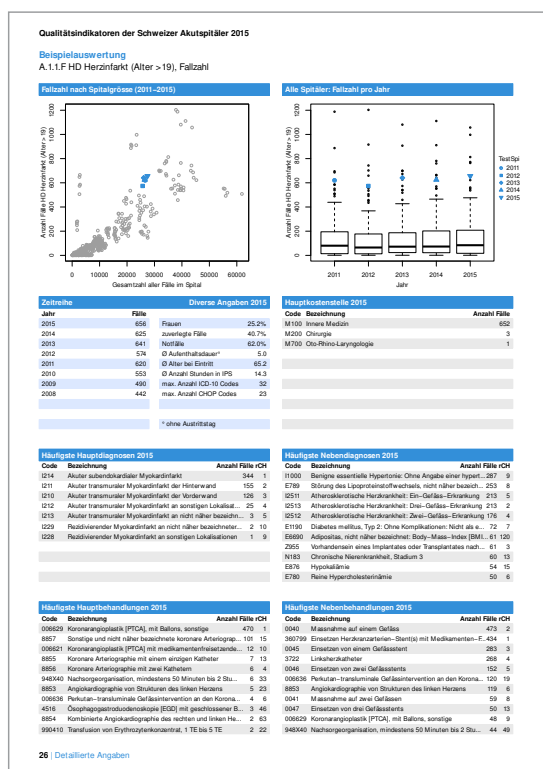 Qualitätsindikatoren der Schweizer Akutspitäler 2015
Beispielauswertung
A.1.1.F HD Herzinfarkt (Alter >19), Fallzahl
Fallzahl nach Spitalgrösse (2011–2015)
Anzahl Fälle HD Herzinfarkt (Alter > 19)
0 200 400 600 800 1000 1200
0 10000 20000 30000 40000 50000 60000
Gesamtzahl aller Fälle im Spital
Alle Spitäler: Fallzahl pro Jahr
Anzahl Fälle HD Herzinfarkt (Alter > 19)
0 200 400 600 800 1000 1200
2011 2012 2013 2014 2015
Jahr
TestSpi
2011
2012
2013
2014
2015
Zeitreihe Diverse Angaben 2015
Jahr Fälle
2015 656 Frauen 25.2%
2014 625 zuverlegte Fälle 40.7%
2013 641 Notfälle 62.0%
2012 574 Ø Aufenthaltsdauer° 5.0
2011 620 Ø Alter bei Eintritt 65.2
2010 553 Ø Anzahl Stunden in IPS 14.3
2009 490 max. Anzahl ICD-10 Codes 32
2008 442 max. Anzahl CHOP Codes 23
° ohne Austrittstag
Hauptkostenstelle 2015
Code Bezeichnung Anzahl Fälle
M100 Innere Medizin 652
M200 Chirurgie 3
M700 Oto-Rhino-Laryngologie 1
Häufigste Hauptdiagnosen 2015
Code Bezeichnung Anzahl Fälle rCH
I214 Akuter subendokardialer Myokardinfarkt 344 1
I211 Akuter transmuraler Myokardinfarkt der Hinterwand 155 2
I210 Akuter transmuraler Myokardinfarkt der Vorderwand 126 3
I212 Akuter transmuraler Myokardinfarkt an sonstigen Lokalisat... 25 4
I213 Akuter transmuraler Myokardinfarkt an nicht näher bezeichn... 3 5
I229 Rezidivierender Myokardinfarkt an nicht näher bezeichneter... 2 10
I228 Rezidivierender Myokardinfarkt an sonstigen Lokalisationen 1 9
Häufigste Nebendiagnosen 2015
Code Bezeichnung Anzahl Fälle rCH
I1000 Benigne essentielle Hypertonie: Ohne Angabe einer hypert... 287 9
E789 Störung des Lipoproteinstoffwechsels, nicht näher bezeich... 253 8
I2511 Atherosklerotische Herzkrankheit: Ein–Gefäss–Erkrankung 213 5
I2513 Atherosklerotische Herzkrankheit: Drei–Gefäss–Erkrankung 213 2
I2512 Atherosklerotische Herzkrankheit: Zwei–Gefäss–Erkrankung 176 4
E1190 Diabetes mellitus, Typ 2: Ohne Komplikationen: Nicht als e... 72 7
E6690 Adipositas, nicht näher bezeichnet: Body–Mass–Index [BMI... 61 120
Z955 Vorhandensein eines Implantates oder Transplantates nach... 61 3
N183 Chronische Nierenkrankheit, Stadium 3 60 13
E876 Hypokaliämie 54 15
E780 Reine Hypercholesterinämie 50 6
Häufigste Hauptbehandlungen 2015
Code Bezeichnung Anzahl Fälle rCH
006629 Koronarangioplastik [PTCA], mit Ballons, sonstige 470 1
8857 Sonstige und nicht näher bezeichnete koronare Arteriograp... 101 15
006621 Koronarangioplastik [PTCA] mit medikamentenfreisetzende... 12 10
8855 Koronare Arteriographie mit einem einzigen Katheter 7 13
8856 Koronare Arteriographie mit zwei Kathetern 6 4
948X40 Nachsorgeorganisation, mindestens 50 Minuten bis 2 Stu... 6 33
8853 Angiokardiographie von Strukturen des linken Herzens 5 23
006636 Perkutan–transluminale Gefässintervention an den Korona... 4 6
4516 Ösophagogastroduodenoskopie [EGD] mit geschlossener B... 3 46
8854 Kombinierte Angiokardiographie des rechten und linken He... 2 63
990410 Transfusion von Erythrozytenkonzentrat, 1 TE bis 5 TE 2 22
Häufigste Nebenbehandlungen 2015
Code Bezeichnung Anzahl Fälle rCH
0040 Massnahme auf einem Gefäss 473 2
360799 Einsetzen Herzkranzarterien–Stent(s) mit Medikamenten–F... 434 1
0045 Einsetzen von einem Gefässstent 283 3
3722 Linksherzkatheter 268 4
0046 Einsetzen von zwei Gefässstents 152 5
006636 Perkutan–transluminale Gefässintervention an den Korona... 120 19
8853 Angiokardiographie von Strukturen des linken Herzens 119 6
0041 Massnahme auf zwei Gefässen 59 8
0047 Einsetzen von drei Gefässstents 50 13
006629 Koronarangioplastik [PTCA], mit Ballons, sonstige 48 9
948X40 Nachsorgeorganisation, mindestens 50 Minuten bis 2 Stu... 44 49
26 | Detaillierte Angaben